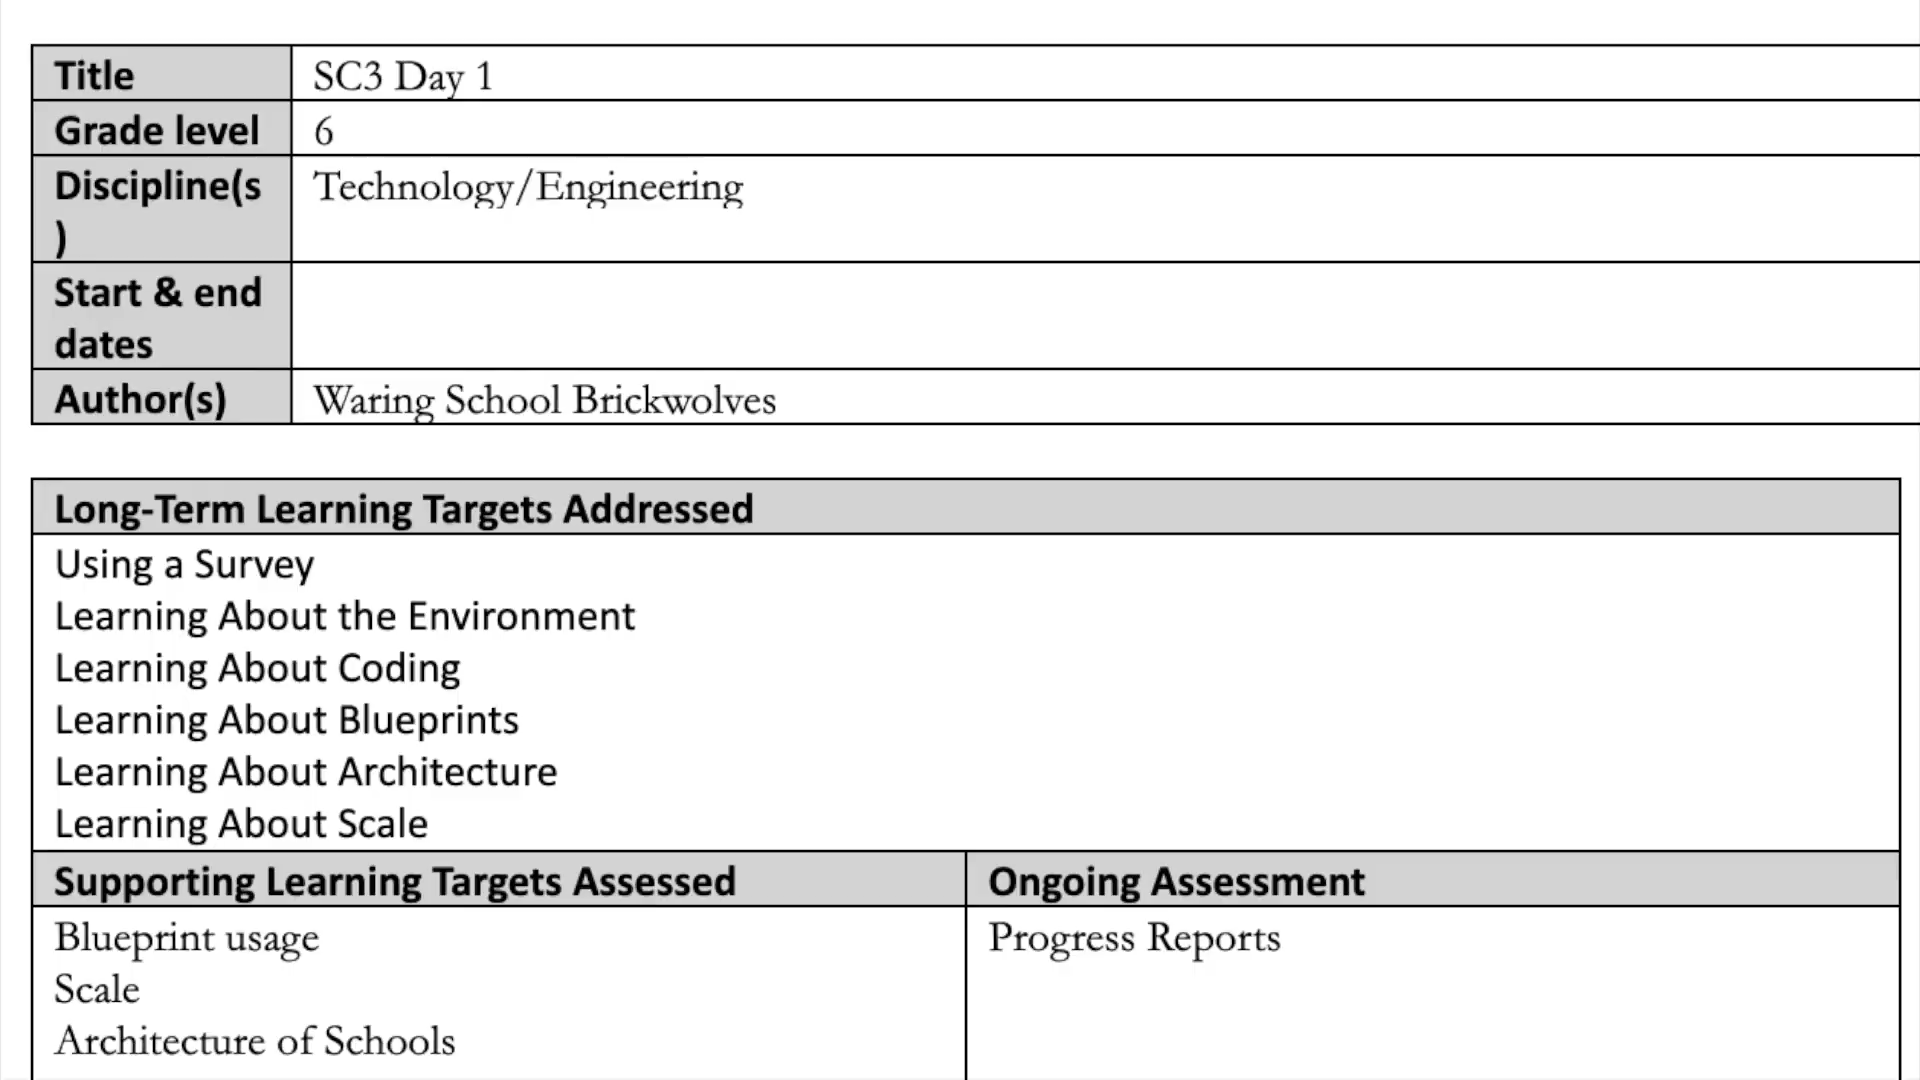 Title SC3 Day 1
Grade level 6
Discipline(s Technology/Engineering
)
Start & end
dates
Author(s) Waring School Brickwolves
Long-Term Learning Targets Addressed
Using a Survey
Learning About the Environment
Learning About Coding
Learning About Blueprints
Learning About Architecture
Learning About Scale
Supporting Learning Targets Assessed Ongoing Assessment
Blueprint usage Progress Reports
Scale
Architecture of Schools